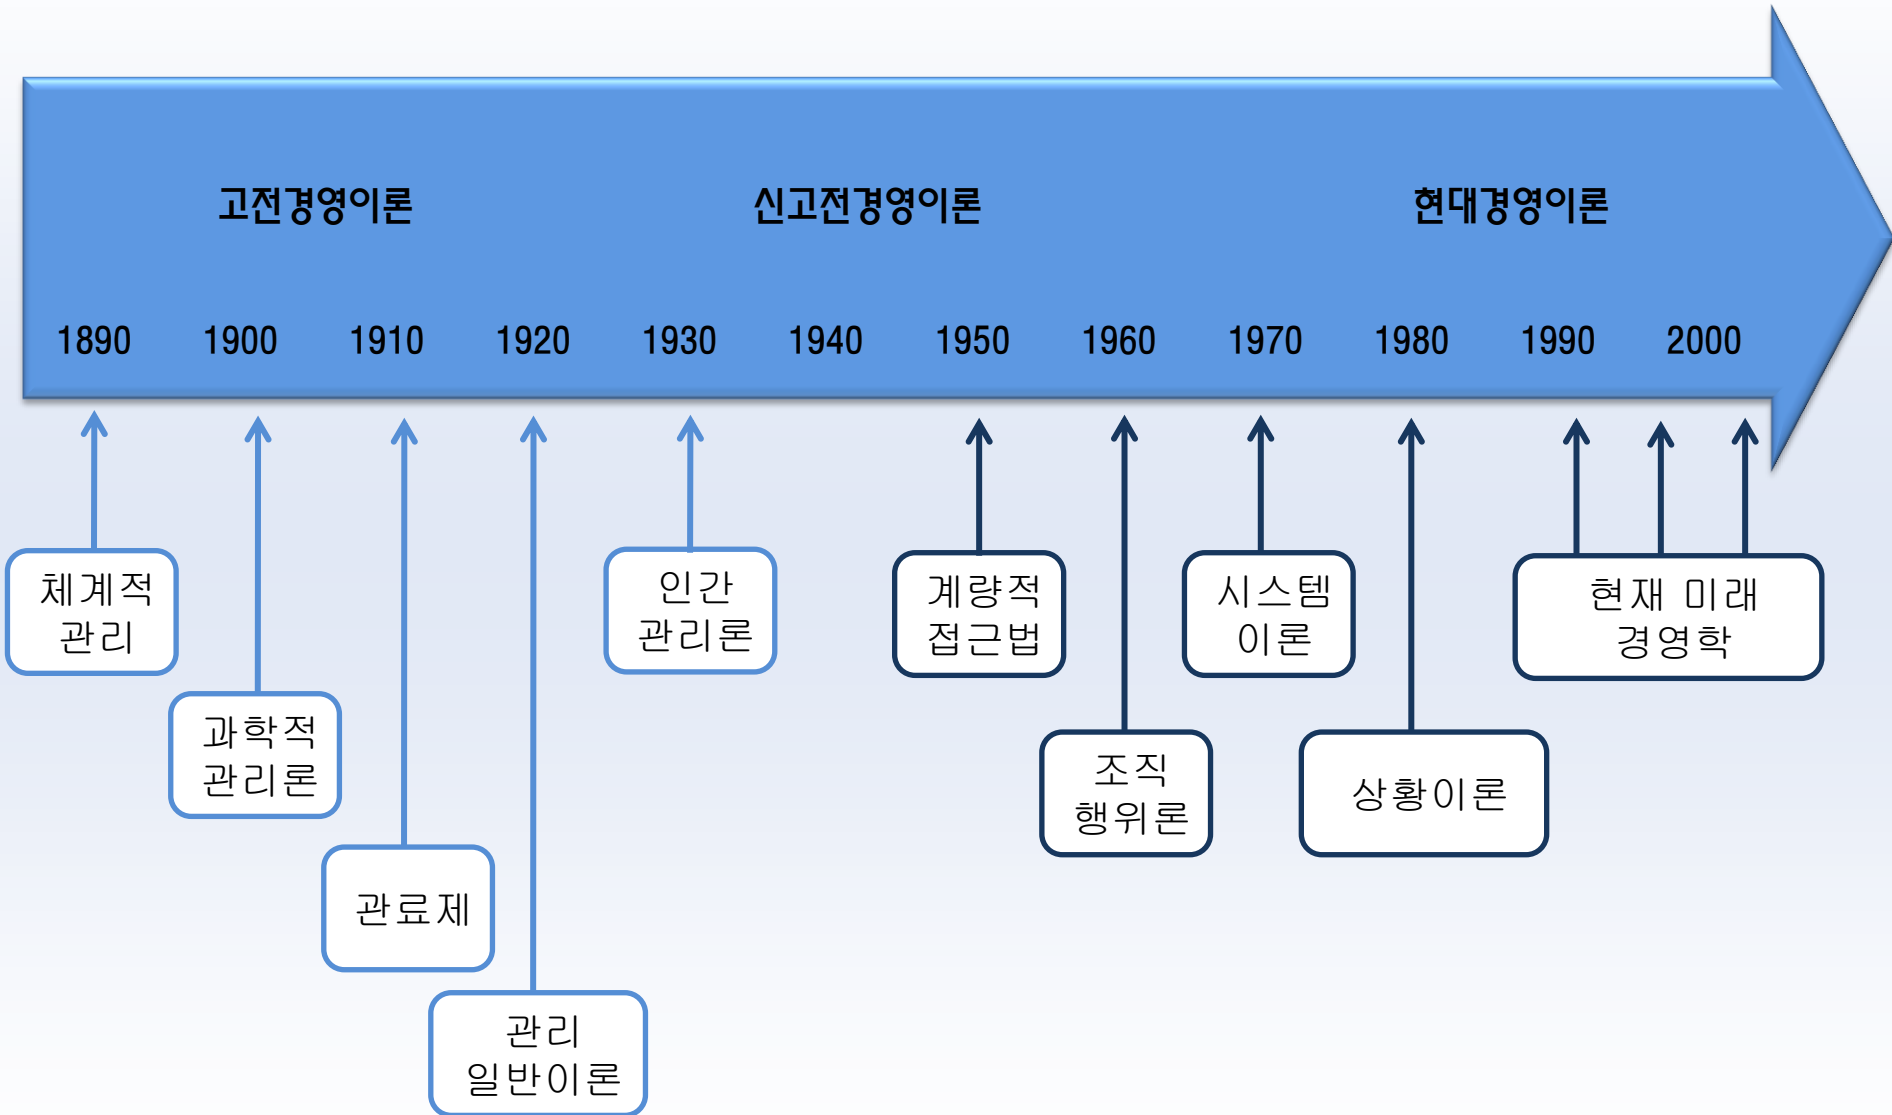 고전경영이론 신고전경영이론 현대경영이론
1890 1900 1910 1920 1930 1940 1950 1960 1970 1980 1990 2000
체계적
관리
과학적
관리론
관료제
관리
일반이론
인간
관리론
계량적
접근법
조직
행위론
시스템
이론
상황이론
현재 미래
경영학